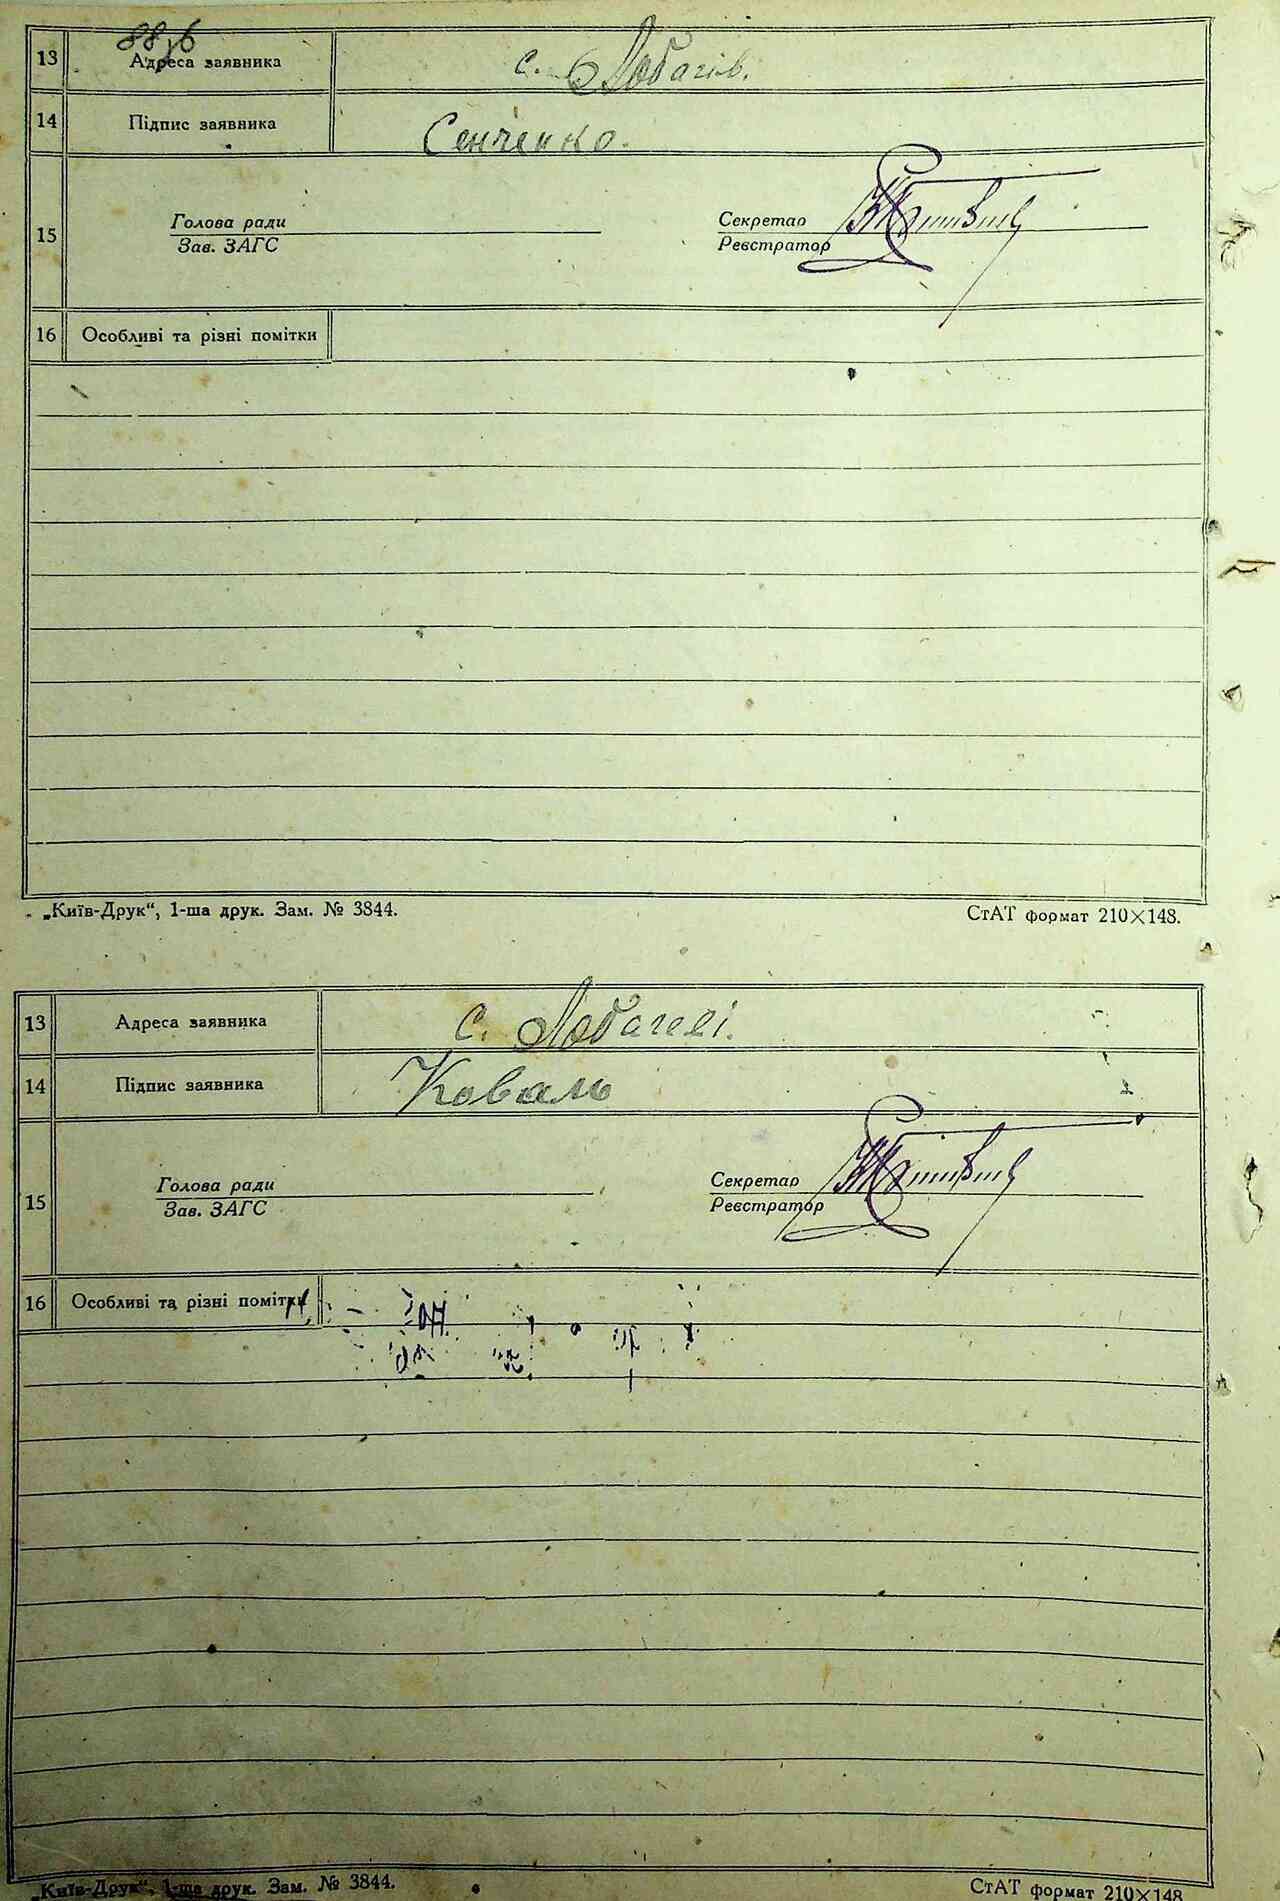 88зв
13 Адреса заявника с. Лобачів.
14 Підпис заявника Сенченко.
15 Голова ради Секретар
Зав. ЗАГС Реєстратор
16 Особливі та різні помітки
„Київ-Друк“, 1-ша друк. Зам. № 3844. СтАТ формат 210×148.
13 Адреса заявника с. Лобачеві.
14 Підпис заявника Коваль
15 Голова ради Секретар
Зав. ЗАГС Реєстратор
16 Особливі та різні помітки
„Київ-Друк“, 1-ша друк. Зам. № 3844. СтАТ формат 210×148